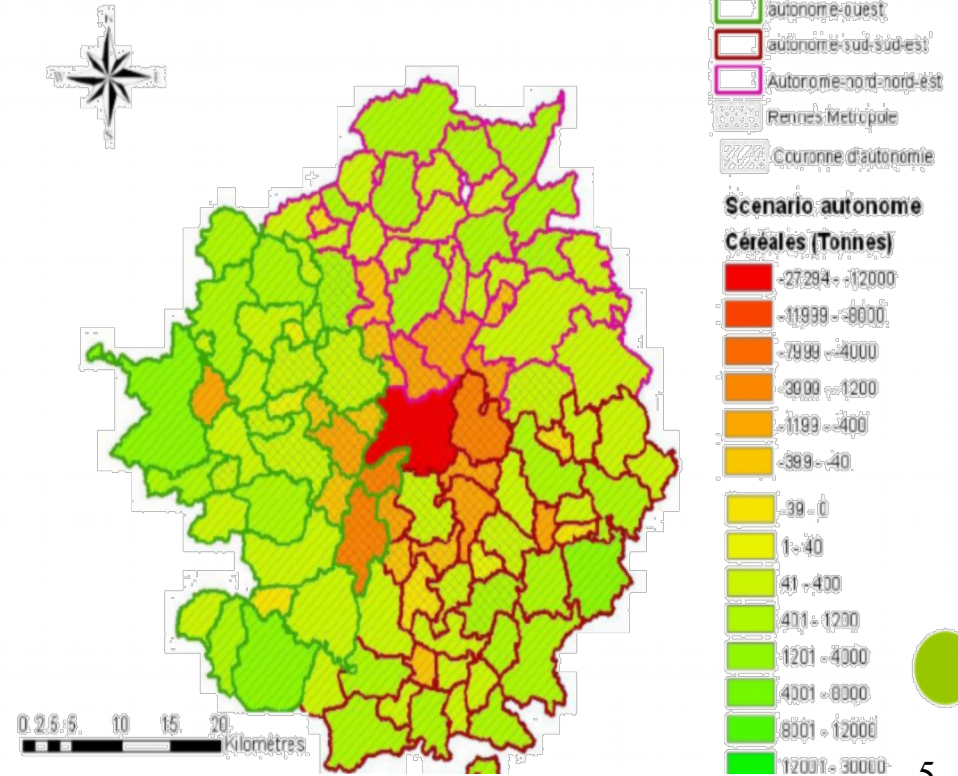 N
W
E
S
autonome-ouest
autonome-sud-sud-est
Autonome-nord-nord-est
Rennes Métropole
Couronne d'autonomie
Scenario autonome
Céréales (Tonnes)
-27294 - -12000
-11999 - -8000
-7999 - -4000
-3999 - -1200
-1199 - -400
-399 - -40
-39 - 0
1 - 40
41 - 400
401 - 1200
1201 - 4000
4001 - 8000
8001 - 12000
12001 - 30000
0 2,5 5 10 15 20
Kilomètres
5